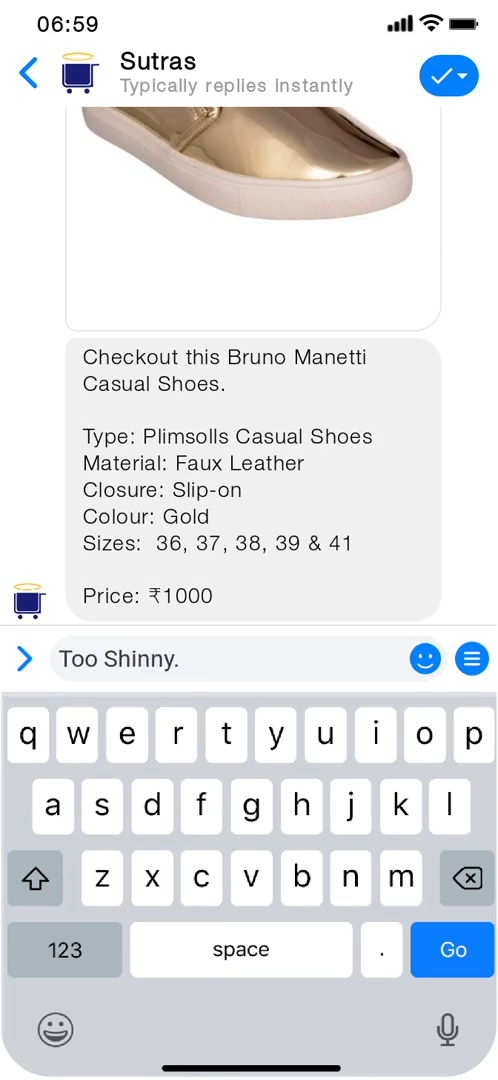 06:59
Sutras
Typically replies Instantly
Checkout this Bruno Manetti
Casual Shoes.
Type: Plimsolls Casual Shoes
Material: Faux Leather
Closure: Slip-on
Colour: Gold
Sizes: 36, 37, 38, 39 & 41
Price: ₹1000
Too Shinny.
q w e r t y u i o p
a s d f g h j k l
z x c v b n m
123 space . Go